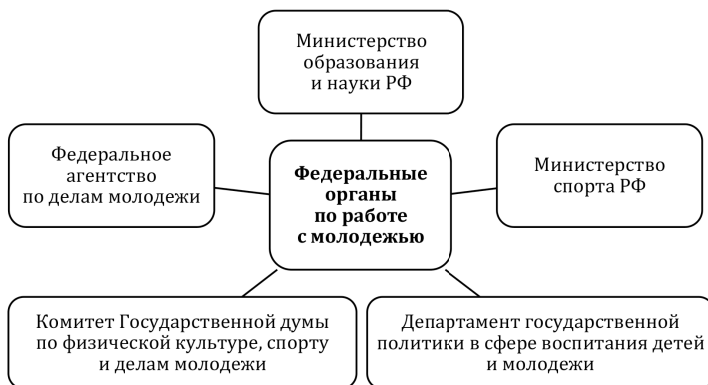 Министерство
образования
и науки РФ
Федеральное
агентство
по делам молодежи
Федеральные
органы
по работе
с молодежью
Министерство
спорта РФ
Комитет Государственной думы
по физической культуре, спорту
и делам молодежи
Департамент государственной
политики в сфере воспитания детей
и молодежи